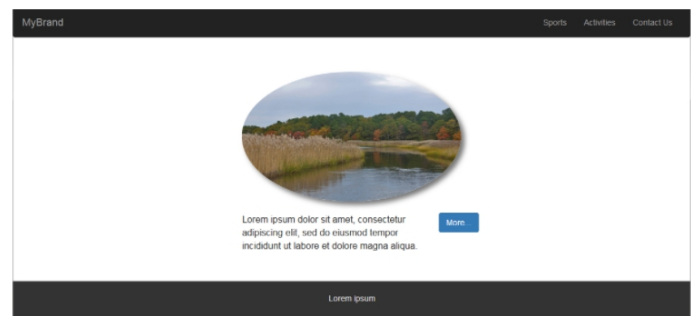 MyBrand
Sports Activities Contact Us
Lorem ipsum dolor sit amet, consectetur
adipiscing elit, sed do eiusmod tempor
incididunt ut labore et dolore magna aliqua.
More...
Lorem ipsum